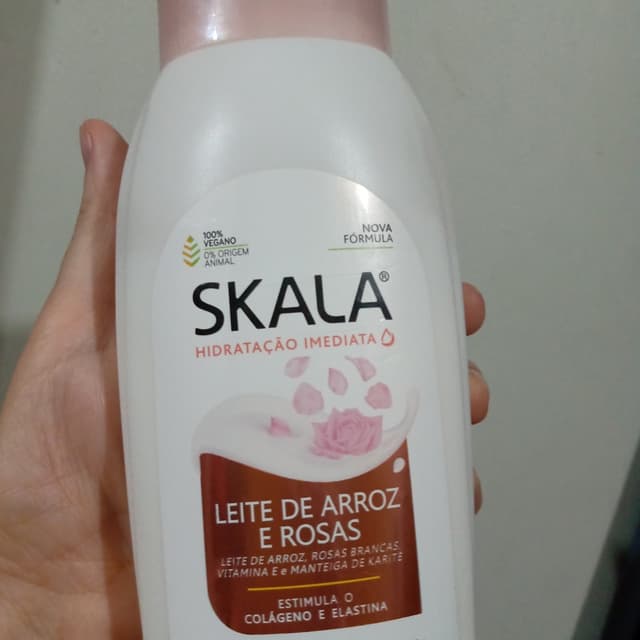 100%
VEGANO
0% ORIGEM
ANIMAL
NOVA
FÓRMULA
SKALA®
HIDRATAÇÃO IMEDIATA
LEITE DE ARROZ
E ROSAS
LEITE DE ARROZ, ROSAS BRANCAS,
VITAMINA E e MANTEIGA DE KARITÉ
ESTIMULA O
COLÁGENO E ELASTINA